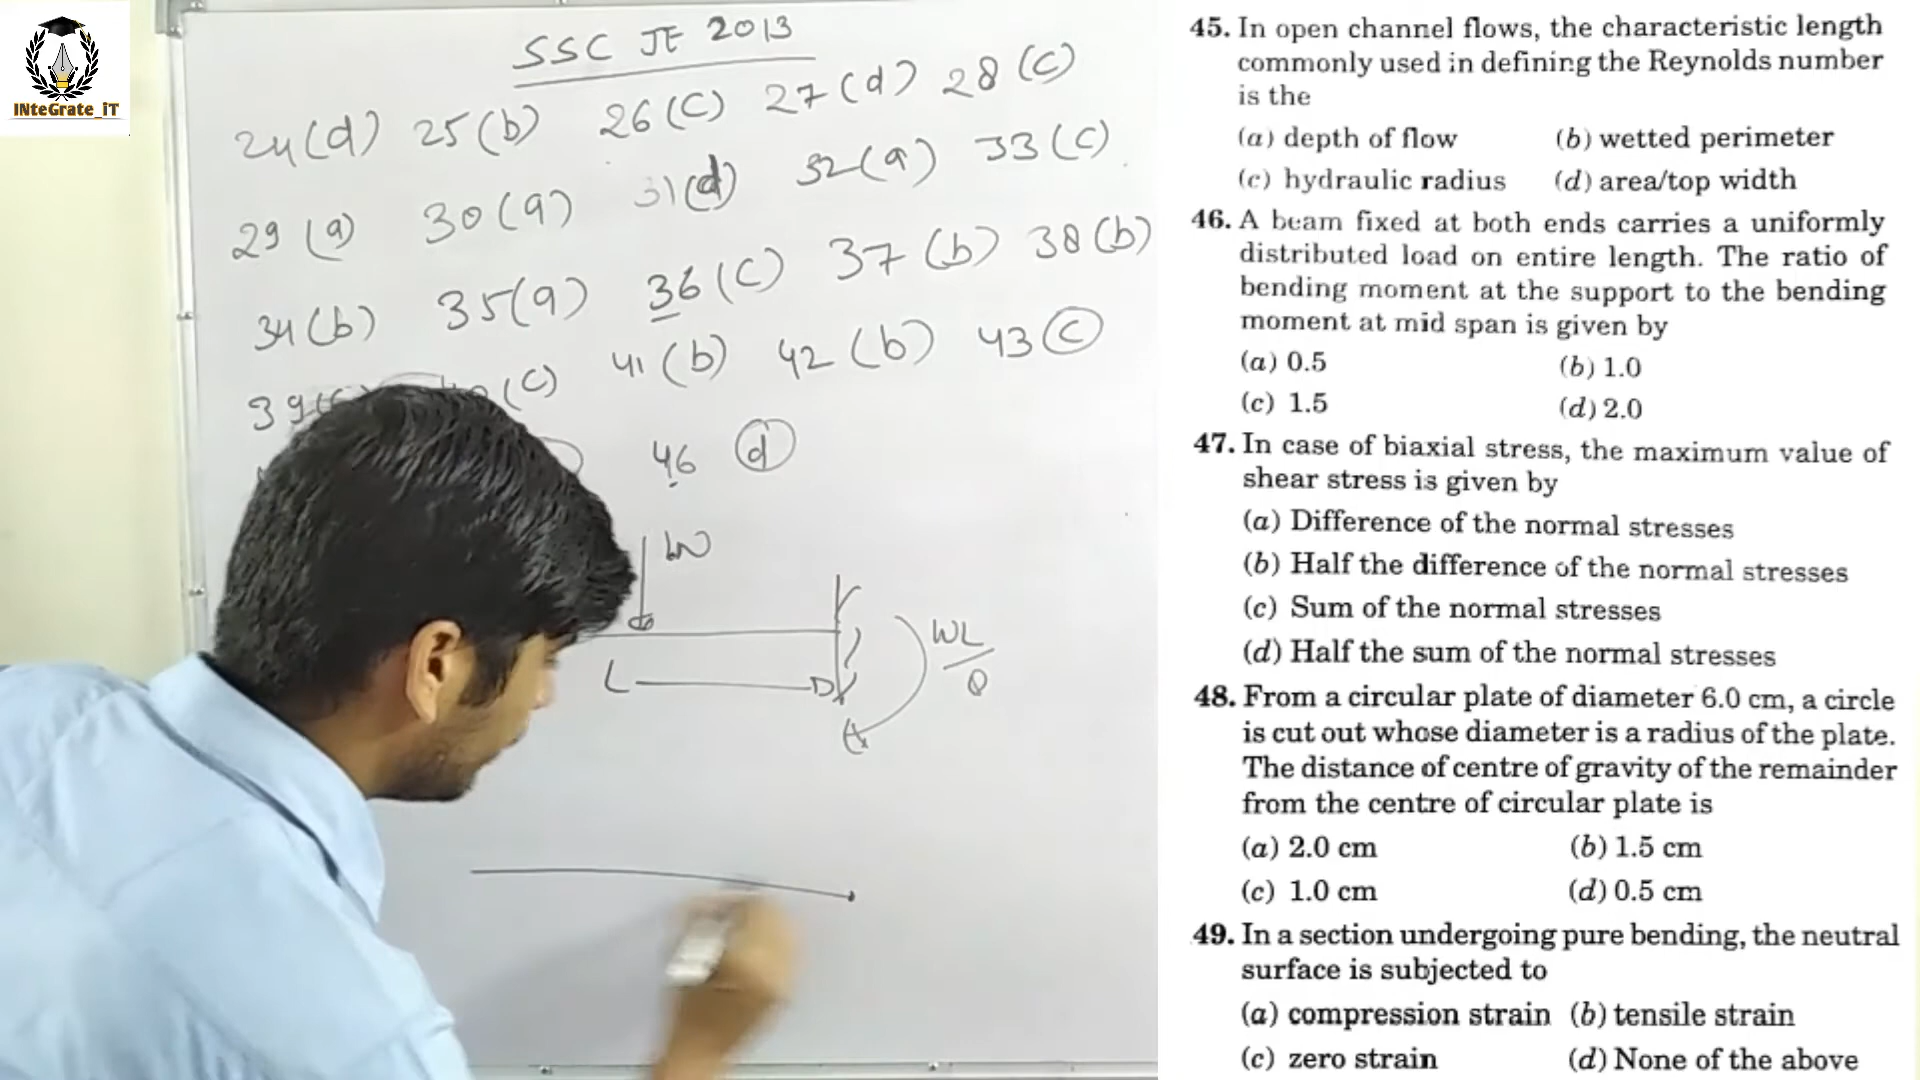 INteGrate_iT
SSC JE 2013
24(d) 25(b) 26(C) 27(d) 28(C)
29(a) 30(a) 31(d) 32(a) 33(C)
34(b) 35(a) 36(C) 37(b) 38(b)
39 (C) 41(b) 42(b) 43(C)
46 (d)
W
L
WL
8
45. In open channel flows, the characteristic length
commonly used in defining the Reynolds number
is the
(a) depth of flow (b) wetted perimeter
(c) hydraulic radius (d) area/top width
46. A beam fixed at both ends carries a uniformly
distributed load on entire length. The ratio of
bending moment at the support to the bending
moment at mid span is given by
(a) 0.5 (b) 1.0
(c) 1.5 (d) 2.0
47. In case of biaxial stress, the maximum value of
shear stress is given by
(a) Difference of the normal stresses
(b) Half the difference of the normal stresses
(c) Sum of the normal stresses
(d) Half the sum of the normal stresses
48. From a circular plate of diameter 6.0 cm, a circle
is cut out whose diameter is a radius of the plate.
The distance of centre of gravity of the remainder
from the centre of circular plate is
(a) 2.0 cm (b) 1.5 cm
(c) 1.0 cm (d) 0.5 cm
49. In a section undergoing pure bending, the neutral
surface is subjected to
(a) compression strain (b) tensile strain
(c) zero strain (d) None of the above